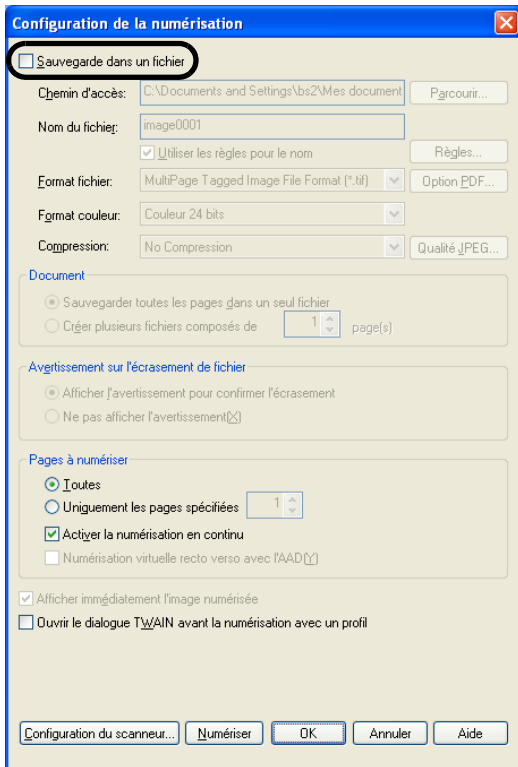 Configuration de la numérisation
Sauvegarde dans un fichier
Chemin d'accès: C:\Documents and Settings\bs2\Mes document Parcourir...
Nom du fichier: image0001
Utiliser les règles pour le nom Règles...
Format fichier: MultiPage Tagged Image File Format (*.tif) Option PDF...
Format couleur: Couleur 24 bits
Compression: No Compression Qualité JPEG...
Document
Sauvegarder toutes les pages dans un seul fichier
Créer plusieurs fichiers composés de 1 page(s)
Avertissement sur l'écrasement de fichier
Afficher l'avertissement pour confirmer l'écrasement
Ne pas afficher l'avertissement(X)
Pages à numériser
Toutes
Uniquement les pages spécifiées 1
Activer la numérisation en continu
Numérisation virtuelle recto verso avec l'AAD(Y)
Afficher immédiatement l'image numérisée
Ouvrir le dialogue TWAIN avant la numérisation avec un profil
Configuration du scanneur... Numériser OK Annuler Aide